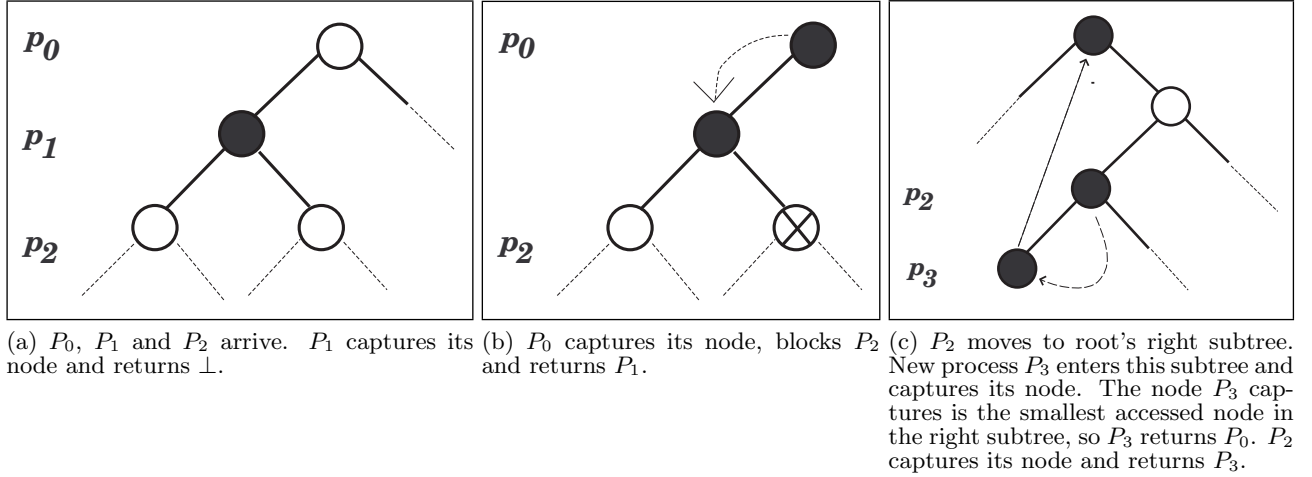 p0
p1
p2
p0
p2
p2
p3
(a) P0, P1 and P2 arrive. P1 captures its
node and returns ⊥.
(b) P0 captures its node, blocks P2
and returns P1.
(c) P2 moves to root's right subtree.
New process P3 enters this subtree and
captures its node. The node P3 cap-
tures is the smallest accessed node in
the right subtree, so P3 returns P0. P2
captures its node and returns P3.